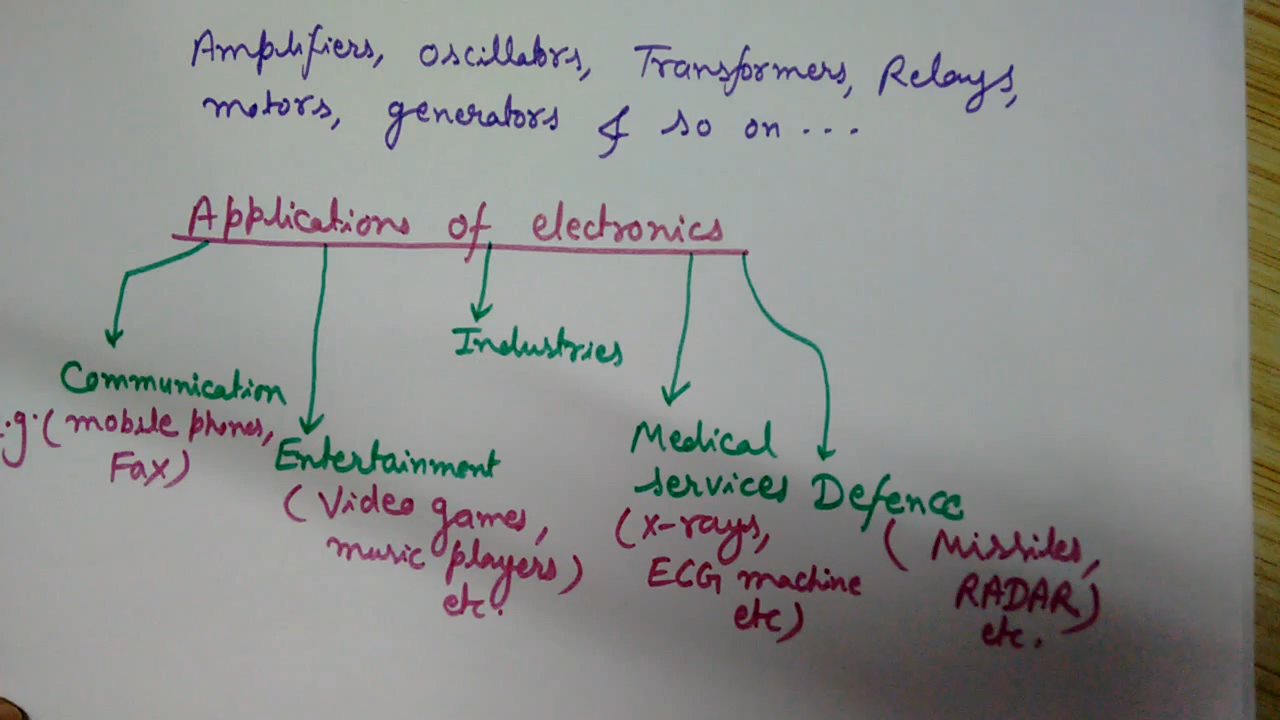 Amplifiers, oscillators, Transformers, Relays,
motors, generators & so on ...
Applications of electronics
Communication
.g. (mobile phones,
Fax)
Entertainment
(Video games,
music players)
etc.
Industries
Medical
services
(X-rays,
ECG machine
etc)
Defence
(Missiles,
RADAR)
etc.